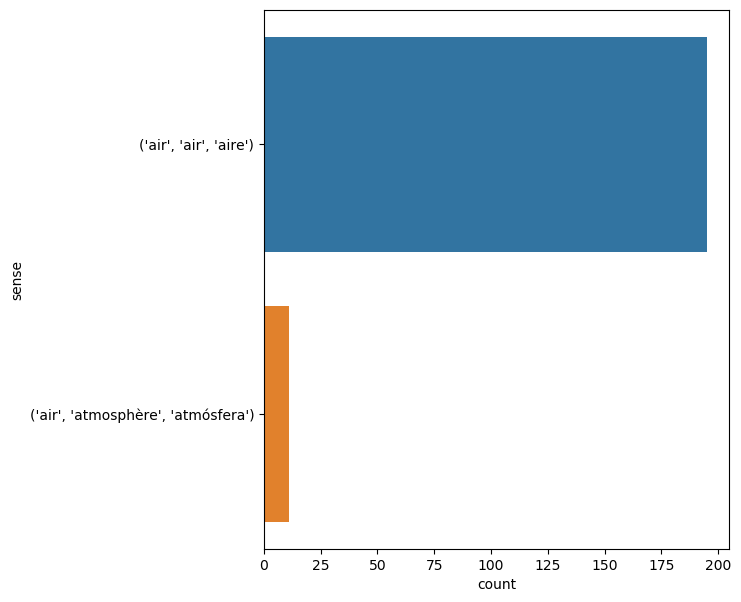 ('air', 'air', 'aire')
sense
('air', 'atmosphère', 'atmósfera')
0 25 50 75 100 125 150 175 200
count